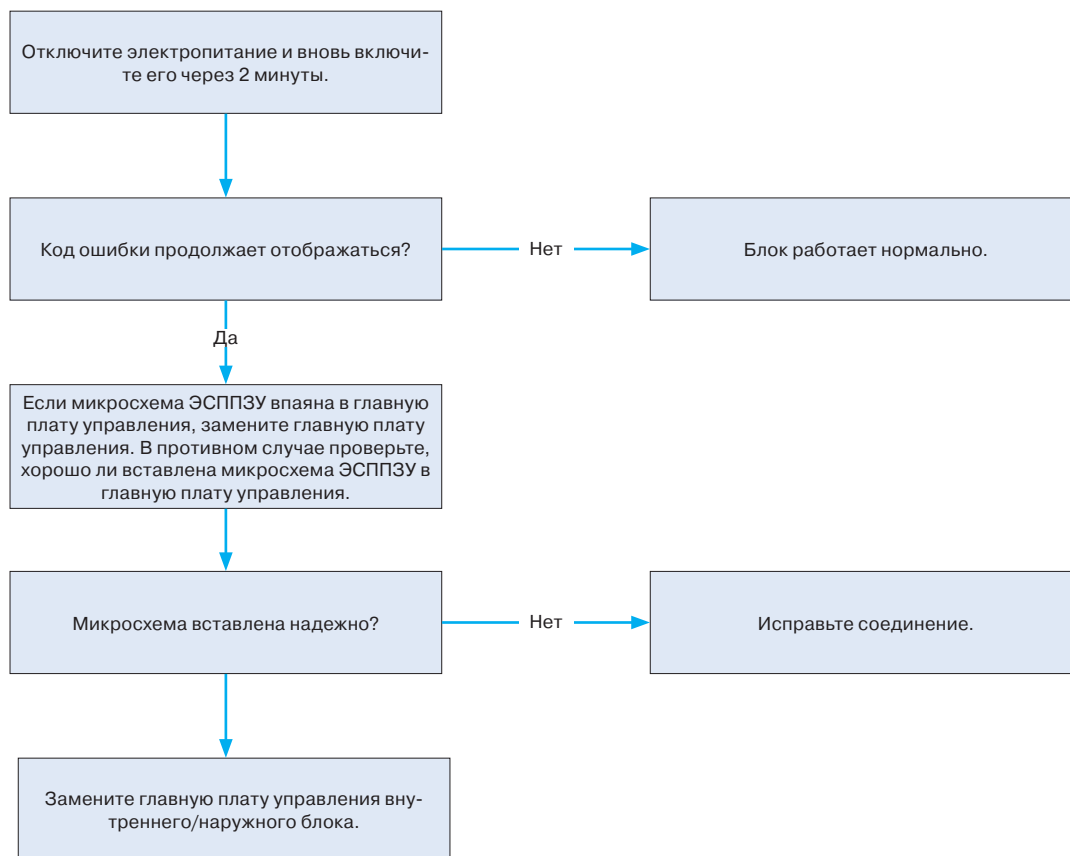 Отключите электропитание и вновь включи-
те его через 2 минуты.
Код ошибки продолжает отображаться?
Нет
Блок работает нормально.
Да
Если микросхема ЭСППЗУ впаяна в главную
плату управления, замените главную плату
управления. В противном случае проверьте,
хорошо ли вставлена микросхема ЭСППЗУ в
главную плату управления.
Микросхема вставлена надежно?
Нет
Исправьте соединение.
Замените главную плату управления вну-
треннего/наружного блока.